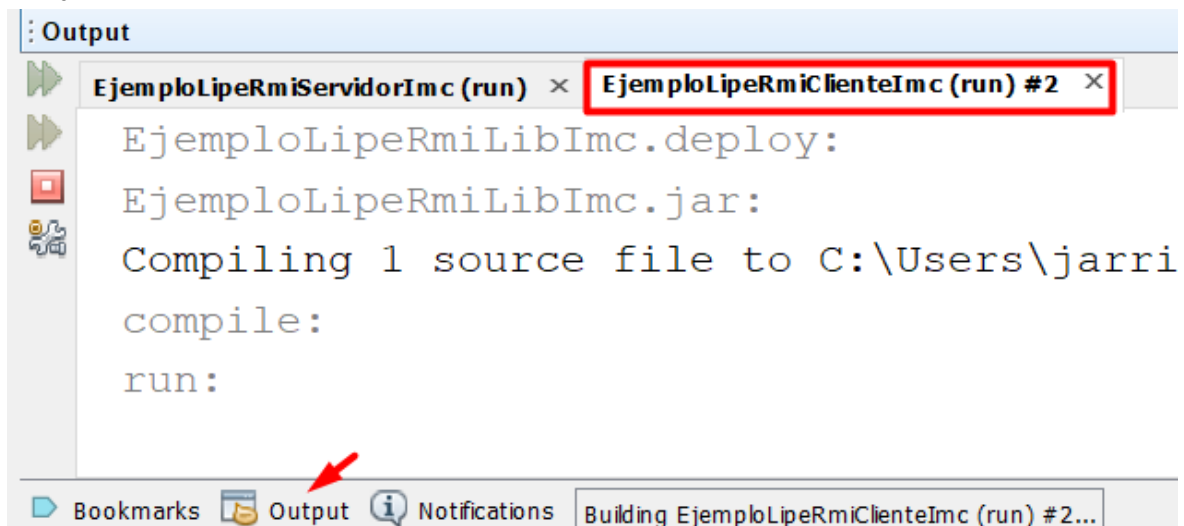 Output
EjemploLipeRmiServidorImc (run) × EjemploLipeRmiClienteImc (run) #2 ×
EjemploLipeRmiLibImc.deploy:
EjemploLipeRmiLibImc.jar:
Compiling 1 source file to C:\Users\jarri
compile:
run:
Bookmarks Output Notifications Building EjemploLipeRmiClienteImc (run) #2...